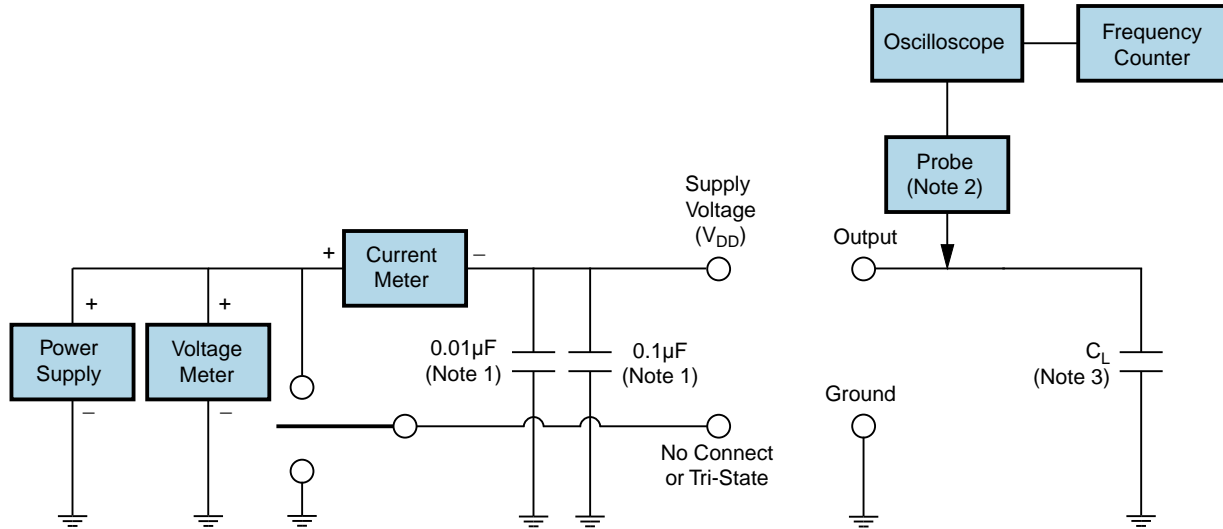 Oscilloscope
Frequency
Counter
Probe
(Note 2)
Supply
Voltage
(VDD)
Output
+
Current
Meter
–
+
+
Power
Supply
Voltage
Meter
0.01µF
(Note 1)
0.1µF
(Note 1)
CL
(Note 3)
–
–
Ground
No Connect
or Tri-State